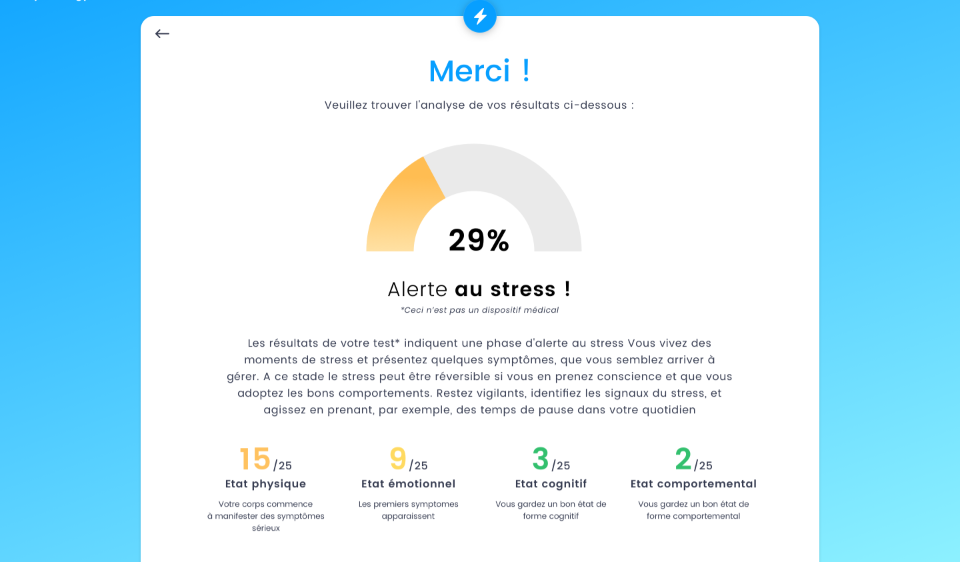 Merci !
Veuillez trouver l'analyse de vos résultats ci-dessous :
29%
Alerte au stress !
*Ceci n'est pas un dispositif médical
Les résultats de votre test* indiquent une phase d'alerte au stress Vous vivez des
moments de stress et présentez quelques symptômes, que vous semblez arriver à
gérer. A ce stade le stress peut être réversible si vous en prenez conscience et que vous
adoptez les bons comportements. Restez vigilants, identifiez les signaux du stress, et
agissez en prenant, par exemple, des temps de pause dans votre quotidien
15/25
Etat physique
Votre corps commence
à manifester des symptômes
sérieux
9/25
Etat émotionnel
Les premiers symptomes
apparaissent
3/25
Etat cognitif
Vous gardez un bon état de
forme cognitif
2/25
Etat comportemental
Vous gardez un bon état de
forme comportemental